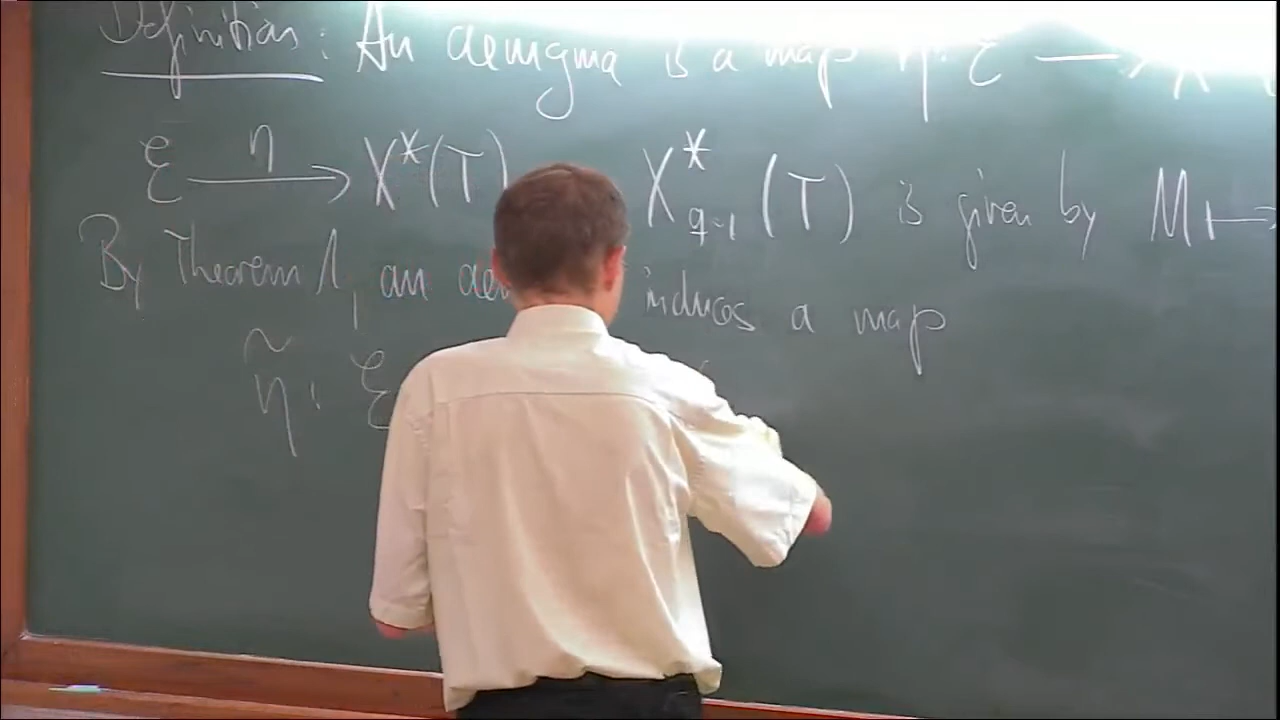 Definition: An aenigma is a map η: Ɛ ⟶ X
Ɛ —η→ X*(T) X*_{q=1}(T) is given by M ↦
By Theorem 1, an induces a map
η̃: Ɛ